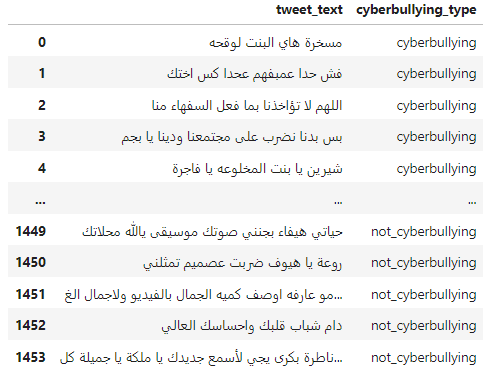 tweet_text cyberbullying_type
0 مسخرة هاي البنت لوقحه cyberbullying
1 فش حدا عمبفهم عحدا كس اختك cyberbullying
2 اللهم لا تؤاخذنا بما فعل السفهاء منا cyberbullying
3 بس بدنا نضرب على مجتمعنا ودينا يا بجم cyberbullying
4 شيرين يا بنت المخلوعه يا فاجرة cyberbullying
... ... ...
1449 حياتي هيفاء بجنني صوتك موسيقى يالله محلاتك not_cyberbullying
1450 روعة يا هيوف ضربت عصميم تمثلني not_cyberbullying
1451 مو عارفه اوصف كميه الجمال بالفيديو ولاجمال الغ... not_cyberbullying
1452 دام شباب قلبك واحساسك العالي not_cyberbullying
1453 ناطرة بكرى يجي لأسمع جديدك يا ملكة يا جميلة كل... not_cyberbullying